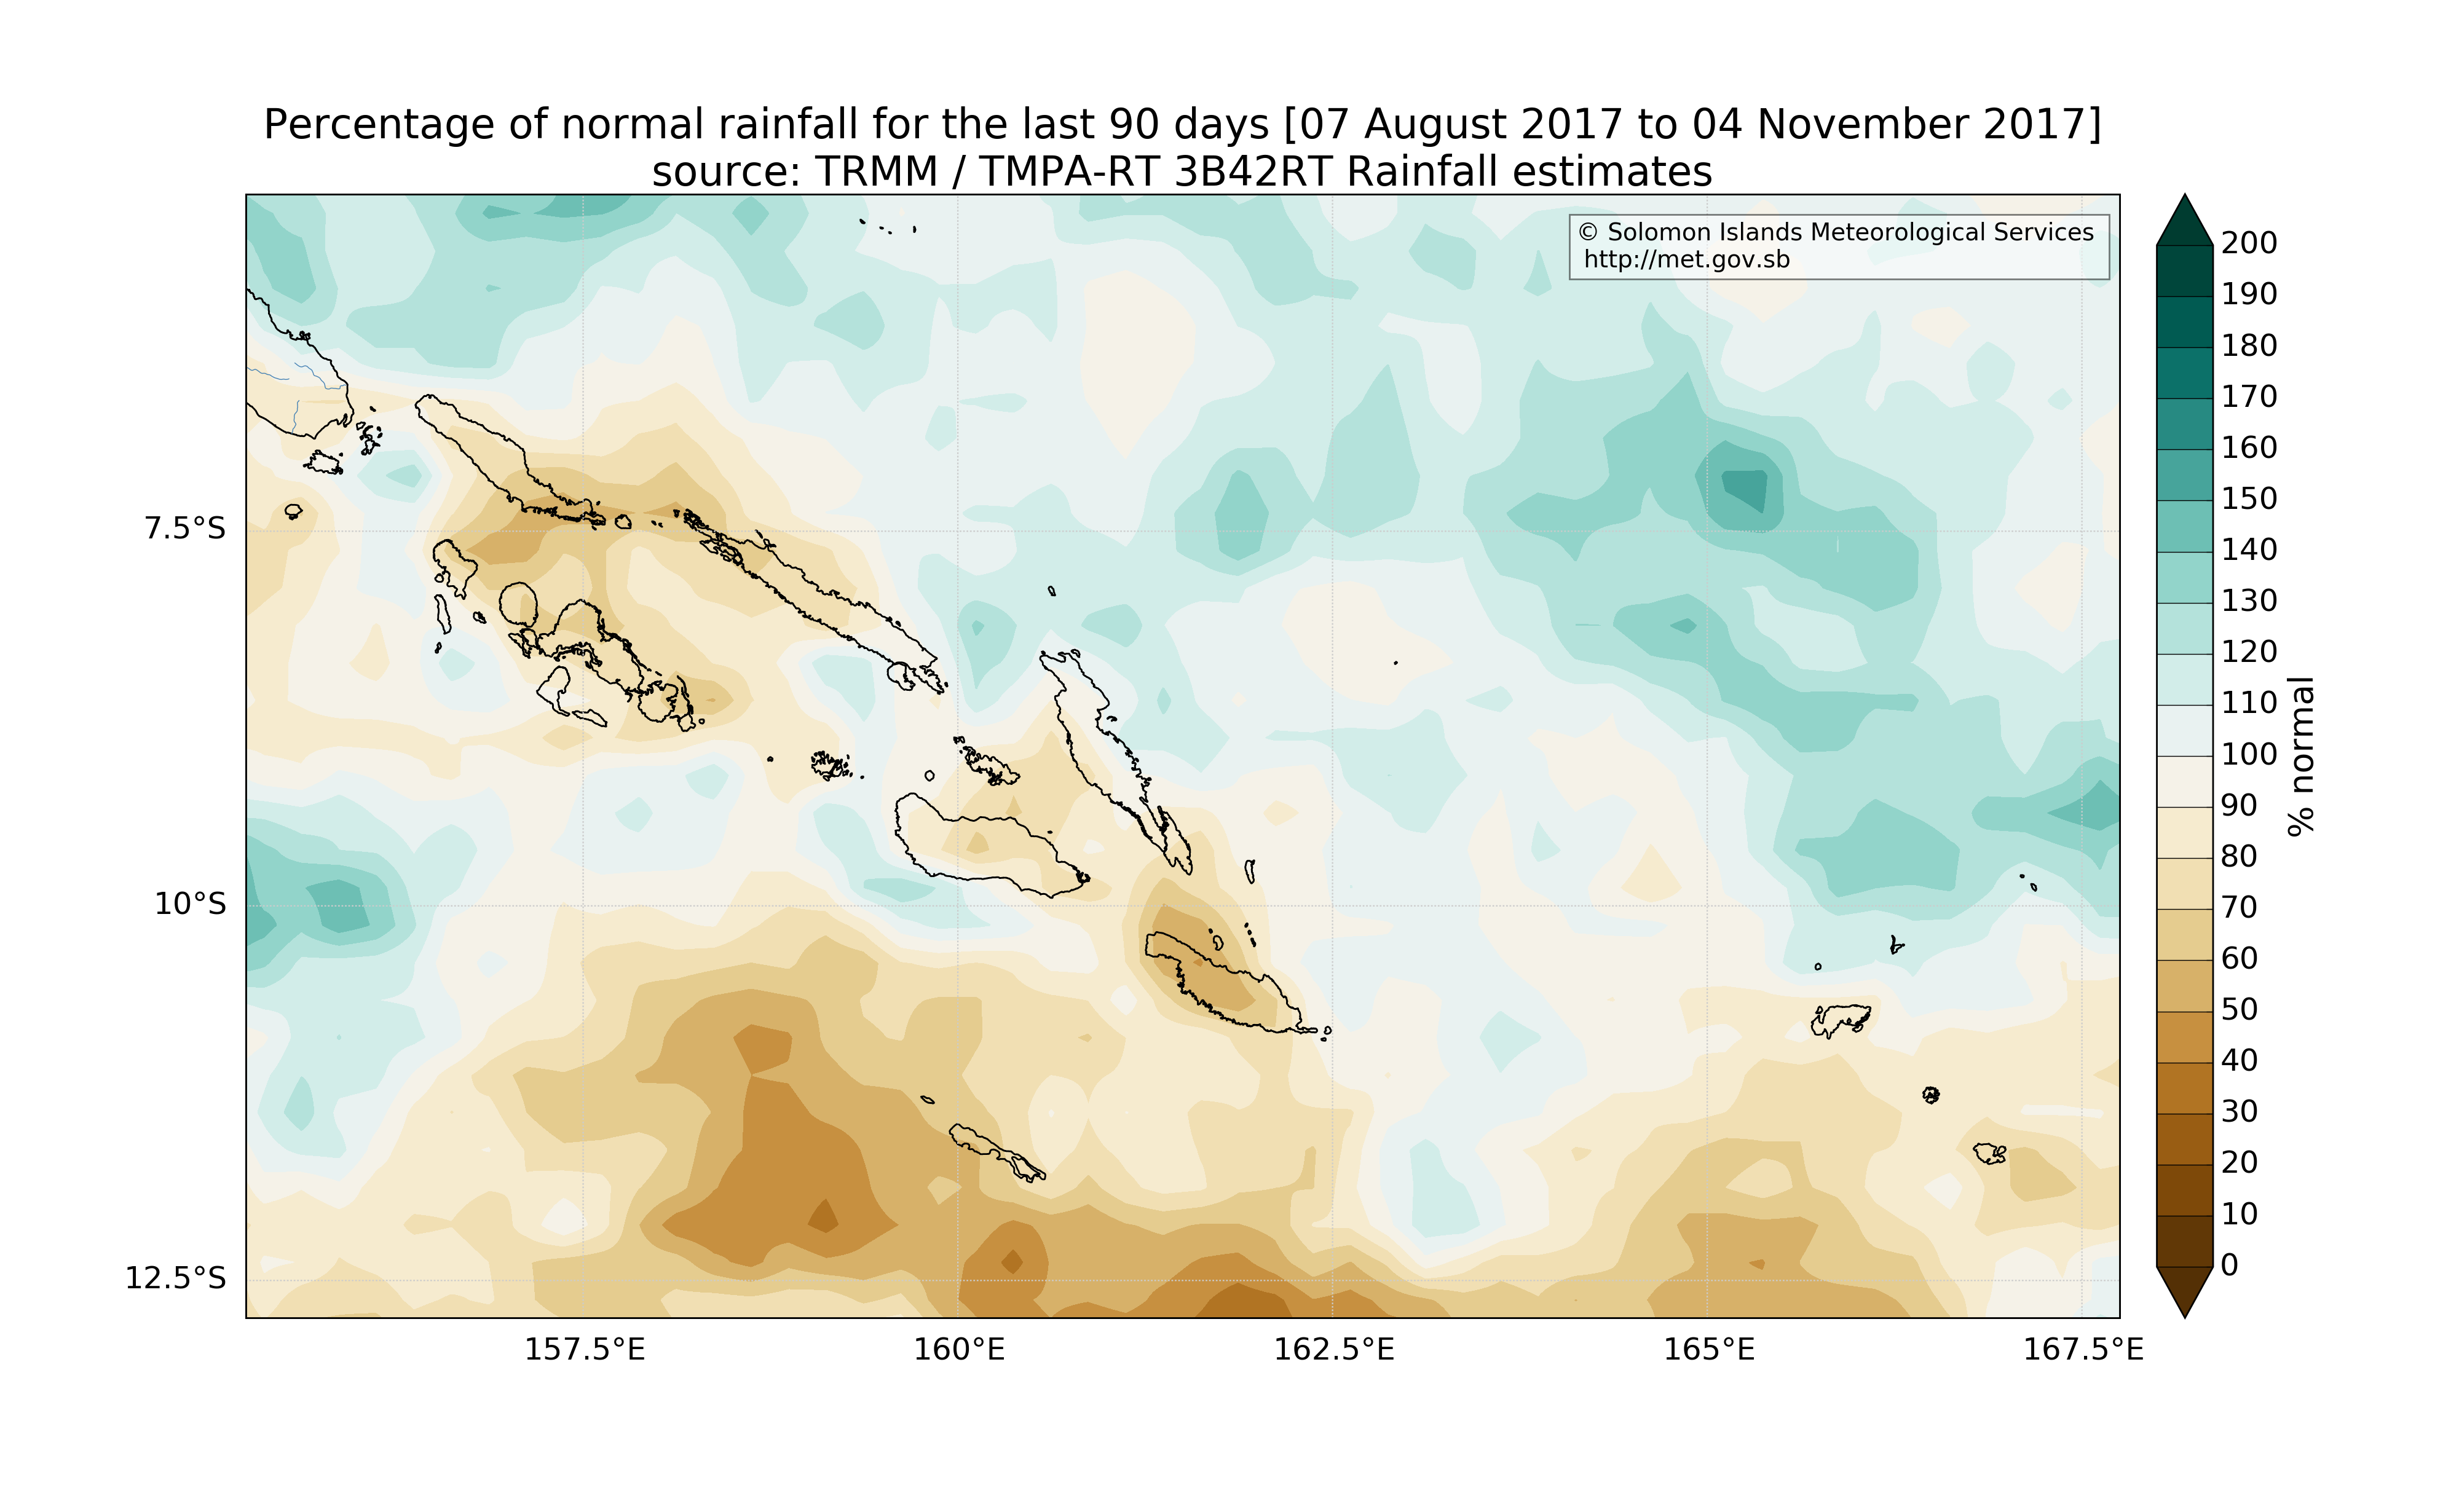 Percentage of normal rainfall for the last 90 days [07 August 2017 to 04 November 2017]
source: TRMM / TMPA-RT 3B42RT Rainfall estimates
© Solomon Islands Meteorological Services
http://met.gov.sb
7.5°S
10°S
12.5°S
157.5°E
160°E
162.5°E
165°E
167.5°E
200
190
180
170
160
150
140
130
120
110
100
90
80
70
60
50
40
30
20
10
0
% normal